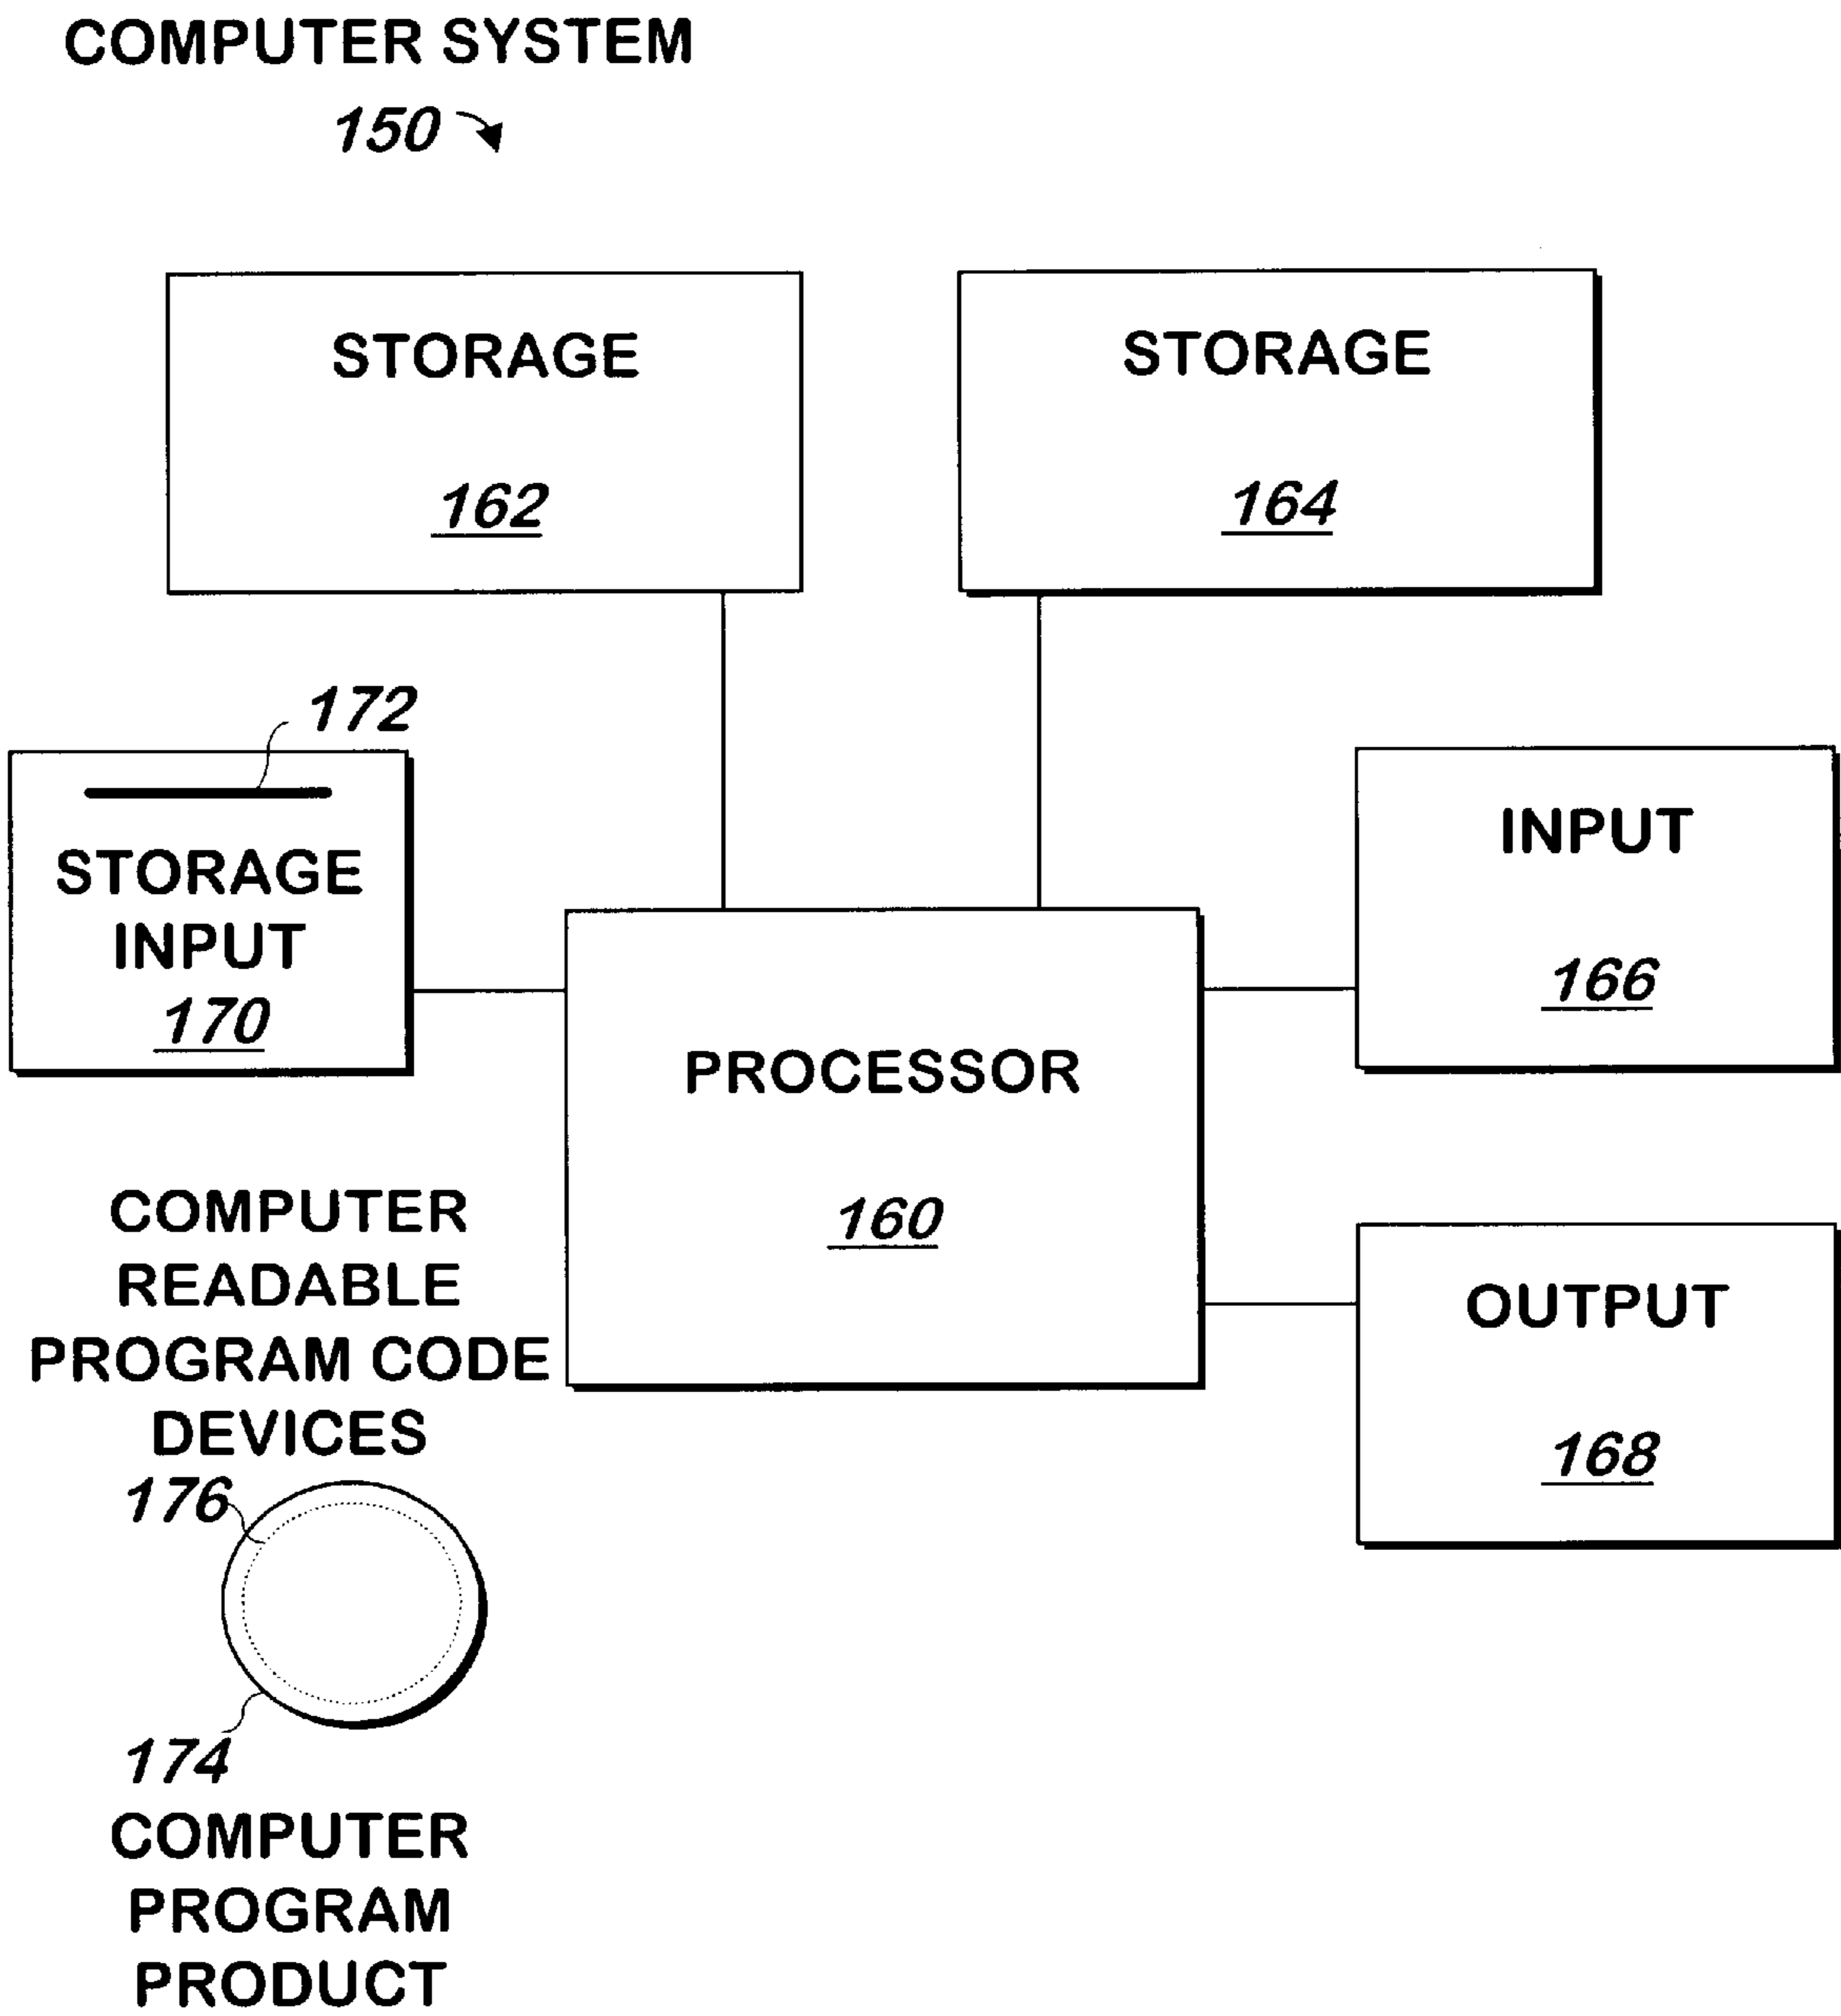 COMPUTER SYSTEM
150
STORAGE
162
STORAGE
164
172
STORAGE
INPUT
170
INPUT
166
PROCESSOR
160
OUTPUT
168
COMPUTER
READABLE
PROGRAM CODE
DEVICES
176
174
COMPUTER
PROGRAM
PRODUCT